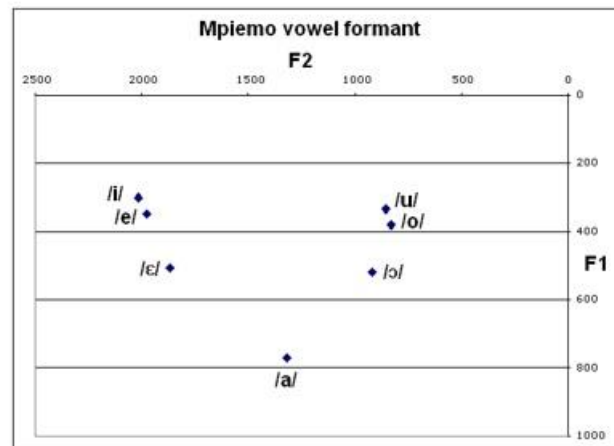 Mpiemo vowel formant
F2
2500 2000 1500 1000 500 0
0
200
/i/
/u/
/e/
/o/
400
/ɛ/
/ɔ/
F1
600
800
/a/
1000